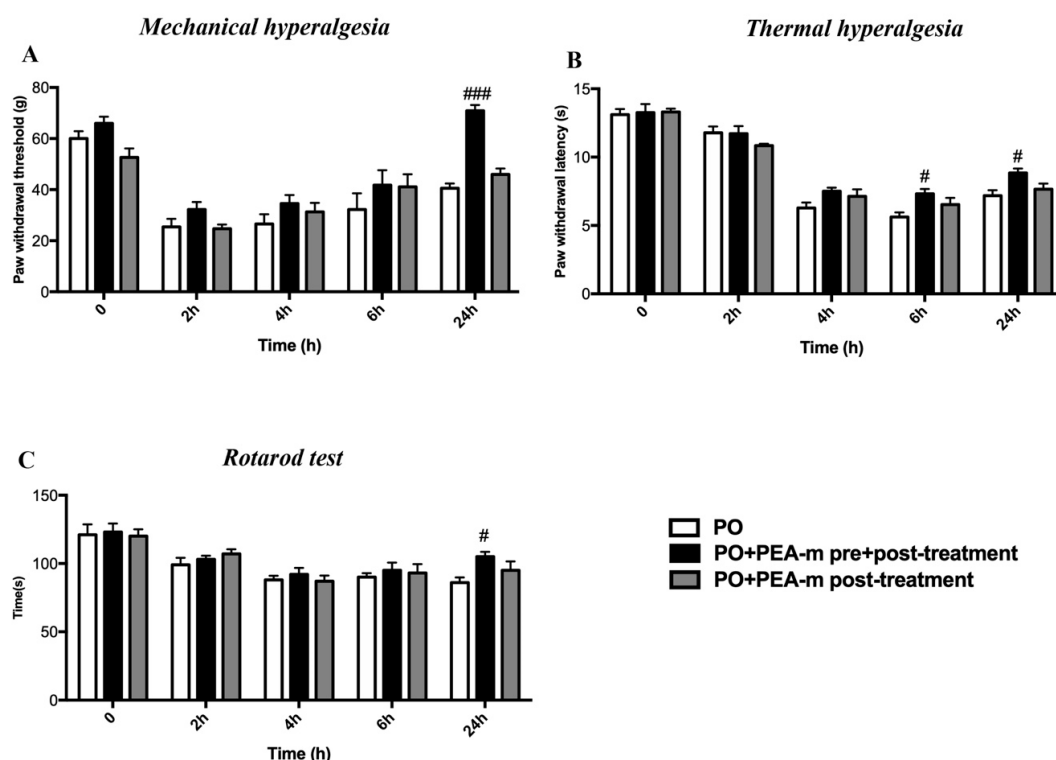 Mechanical hyperalgesia
A
Paw withdrawal threshold (g)
80
60
40
20
0
###
0
2h
4h
6h
24h
Time (h)
Thermal hyperalgesia
B
Paw withdrawal latency (s)
15
10
5
0
#
#
0
2h
4h
6h
24h
Time (h)
C
Rotarod test
Time(s)
150
100
50
0
#
0
2h
4h
6h
24h
Time (h)
PO
PO+PEA-m pre+post-treatment
PO+PEA-m post-treatment